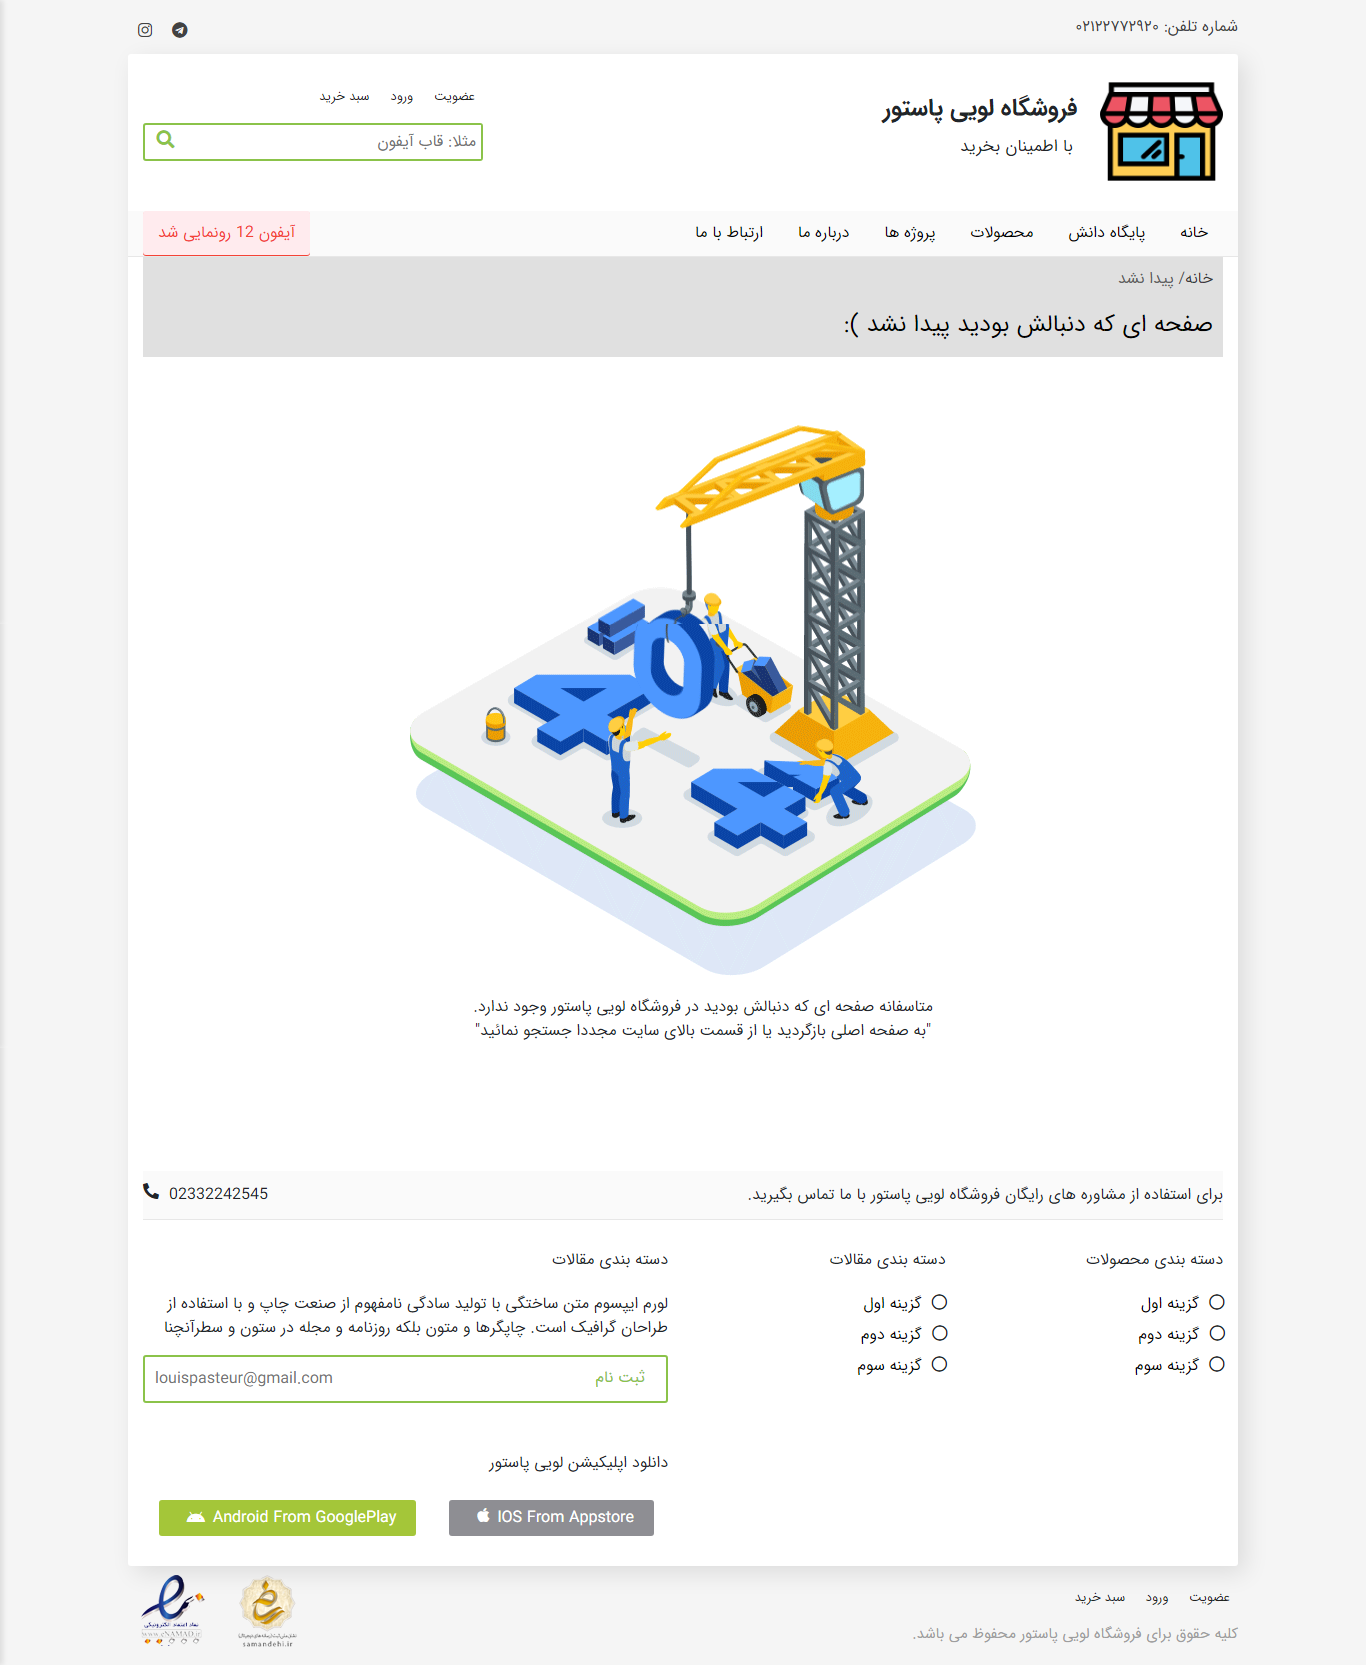 شماره تلفن: ۰۲۱۲۲۷۷۲۹۲۰
فروشگاه لویی پاستور
با اطمینان بخرید
عضویت ورود سبد خرید
مثلا: قاب آیفون
خانه پایگاه دانش محصولات پروژه ها درباره ما ارتباط با ما
آیفون 12 رونمایی شد
خانه/ پیدا نشد
صفحه ای که دنبالش بودید پیدا نشد ):
404
متاسفانه صفحه ای که دنبالش بودید در فروشگاه لویی پاستور وجود ندارد.
"به صفحه اصلی بازگردید یا از قسمت بالای سایت مجددا جستجو نمائید"
برای استفاده از مشاوره های رایگان فروشگاه لویی پاستور با ما تماس بگیرید.
02332242545
دسته بندی محصولات
گزینه اول
گزینه دوم
گزینه سوم
دسته بندی مقالات
گزینه اول
گزینه دوم
گزینه سوم
دسته بندی مقالات
لورم ایپسوم متن ساختگی با تولید سادگی نامفهوم از صنعت چاپ و با استفاده از
طراحان گرافیک است. چاپگرها و متون بلکه روزنامه و مجله در ستون و سطرآنچنا
ثبت نام
louispasteur@gmail.com
دانلود اپلیکیشن لویی پاستور
IOS From Appstore
Android From GooglePlay
عضویت ورود سبد خرید
کلیه حقوق برای فروشگاه لویی پاستور محفوظ می باشد.
samandehi.ir
نماد اعتماد الکترونیکی
www.eNAMAD.ir